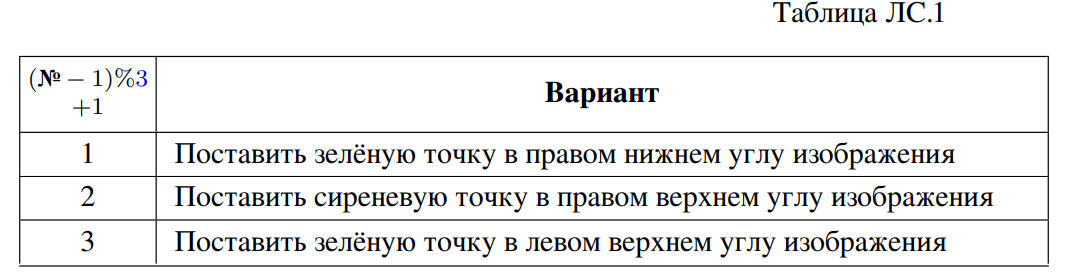 Таблица ЛС.1
(№ − 1)%3
+1
Вариант
1 Поставить зелёную точку в правом нижнем углу изображения
2 Поставить сиреневую точку в правом верхнем углу изображения
3 Поставить зелёную точку в левом верхнем углу изображения